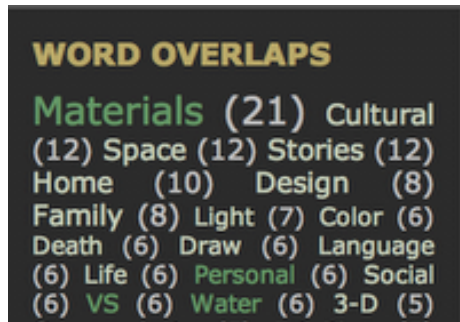 WORD OVERLAPS
Materials (21) Cultural
(12) Space (12) Stories (12)
Home (10) Design (8)
Family (8) Light (7) Color (6)
Death (6) Draw (6) Language
(6) Life (6) Personal (6) Social
(6) VS (6) Water (6) 3-D (5)